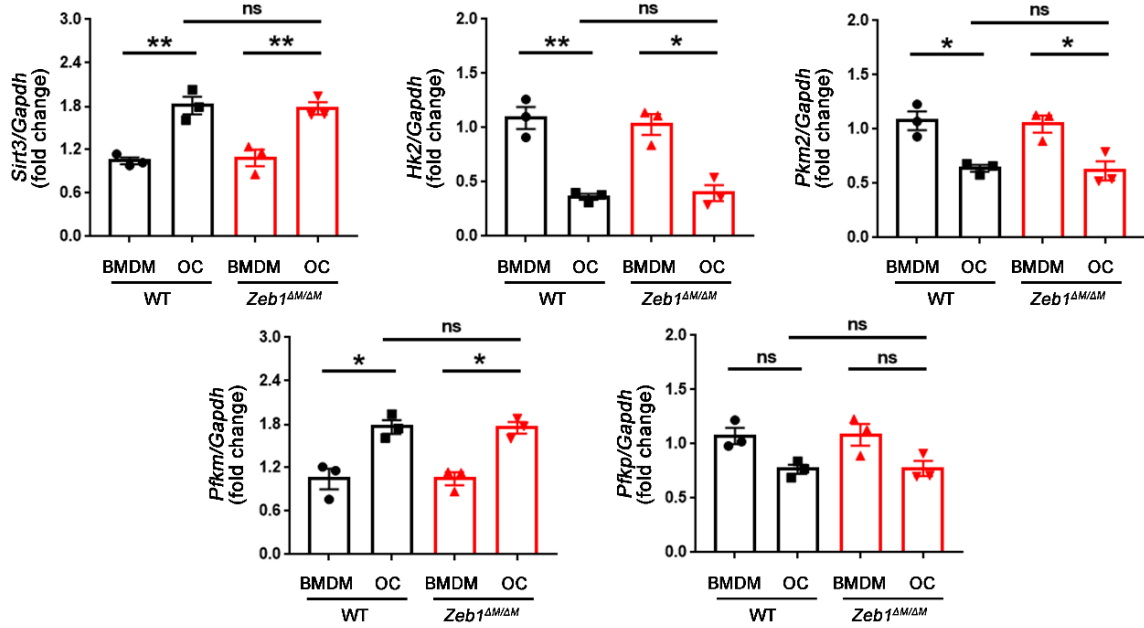 ns
** **
Sirt3/Gapdh
(fold change)
3.0
2.4
1.8
1.2
0.6
0.0
BMDM OC BMDM OC
WT Zeb1ΔM/ΔM
ns
** *
Hk2/Gapdh
(fold change)
2.0
1.5
1.0
0.5
0.0
BMDM OC BMDM OC
WT Zeb1ΔM/ΔM
ns
* *
Pkm2/Gapdh
(fold change)
2.0
1.5
1.0
0.5
0.0
BMDM OC BMDM OC
WT Zeb1ΔM/ΔM
ns
* *
Pfkm/Gapdh
(fold change)
3.0
2.4
1.8
1.2
0.6
0.0
BMDM OC BMDM OC
WT Zeb1ΔM/ΔM
ns
ns ns
Pfkp/Gapdh
(fold change)
2.0
1.5
1.0
0.5
0.0
BMDM OC BMDM OC
WT Zeb1ΔM/ΔM